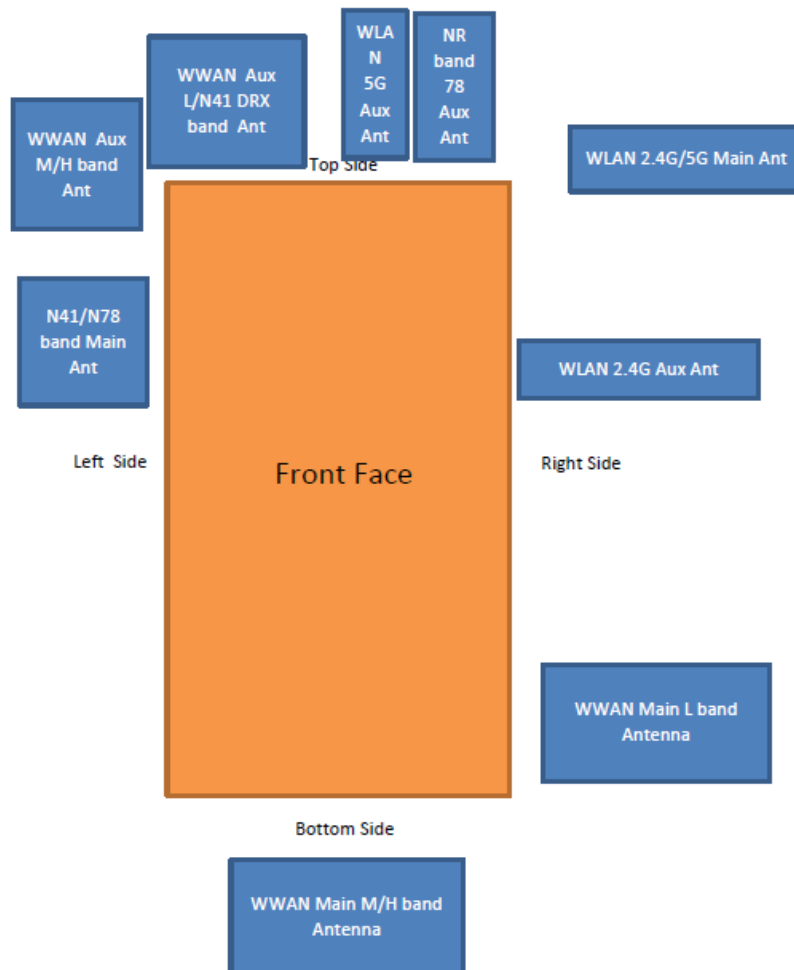 WLA
N
5G
Aux
Ant
NR
band
78
Aux
Ant
WWAN  Aux
L/N41 DRX
band  Ant
WWAN  Aux
M/H band
Ant
WLAN 2.4G/5G Main Ant
Top Side
N41/N78
band Main
Ant
WLAN 2.4G Aux Ant
Left  Side
Front Face
Right Side
WWAN Main L band
Antenna
Bottom Side
WWAN Main M/H band
Antenna